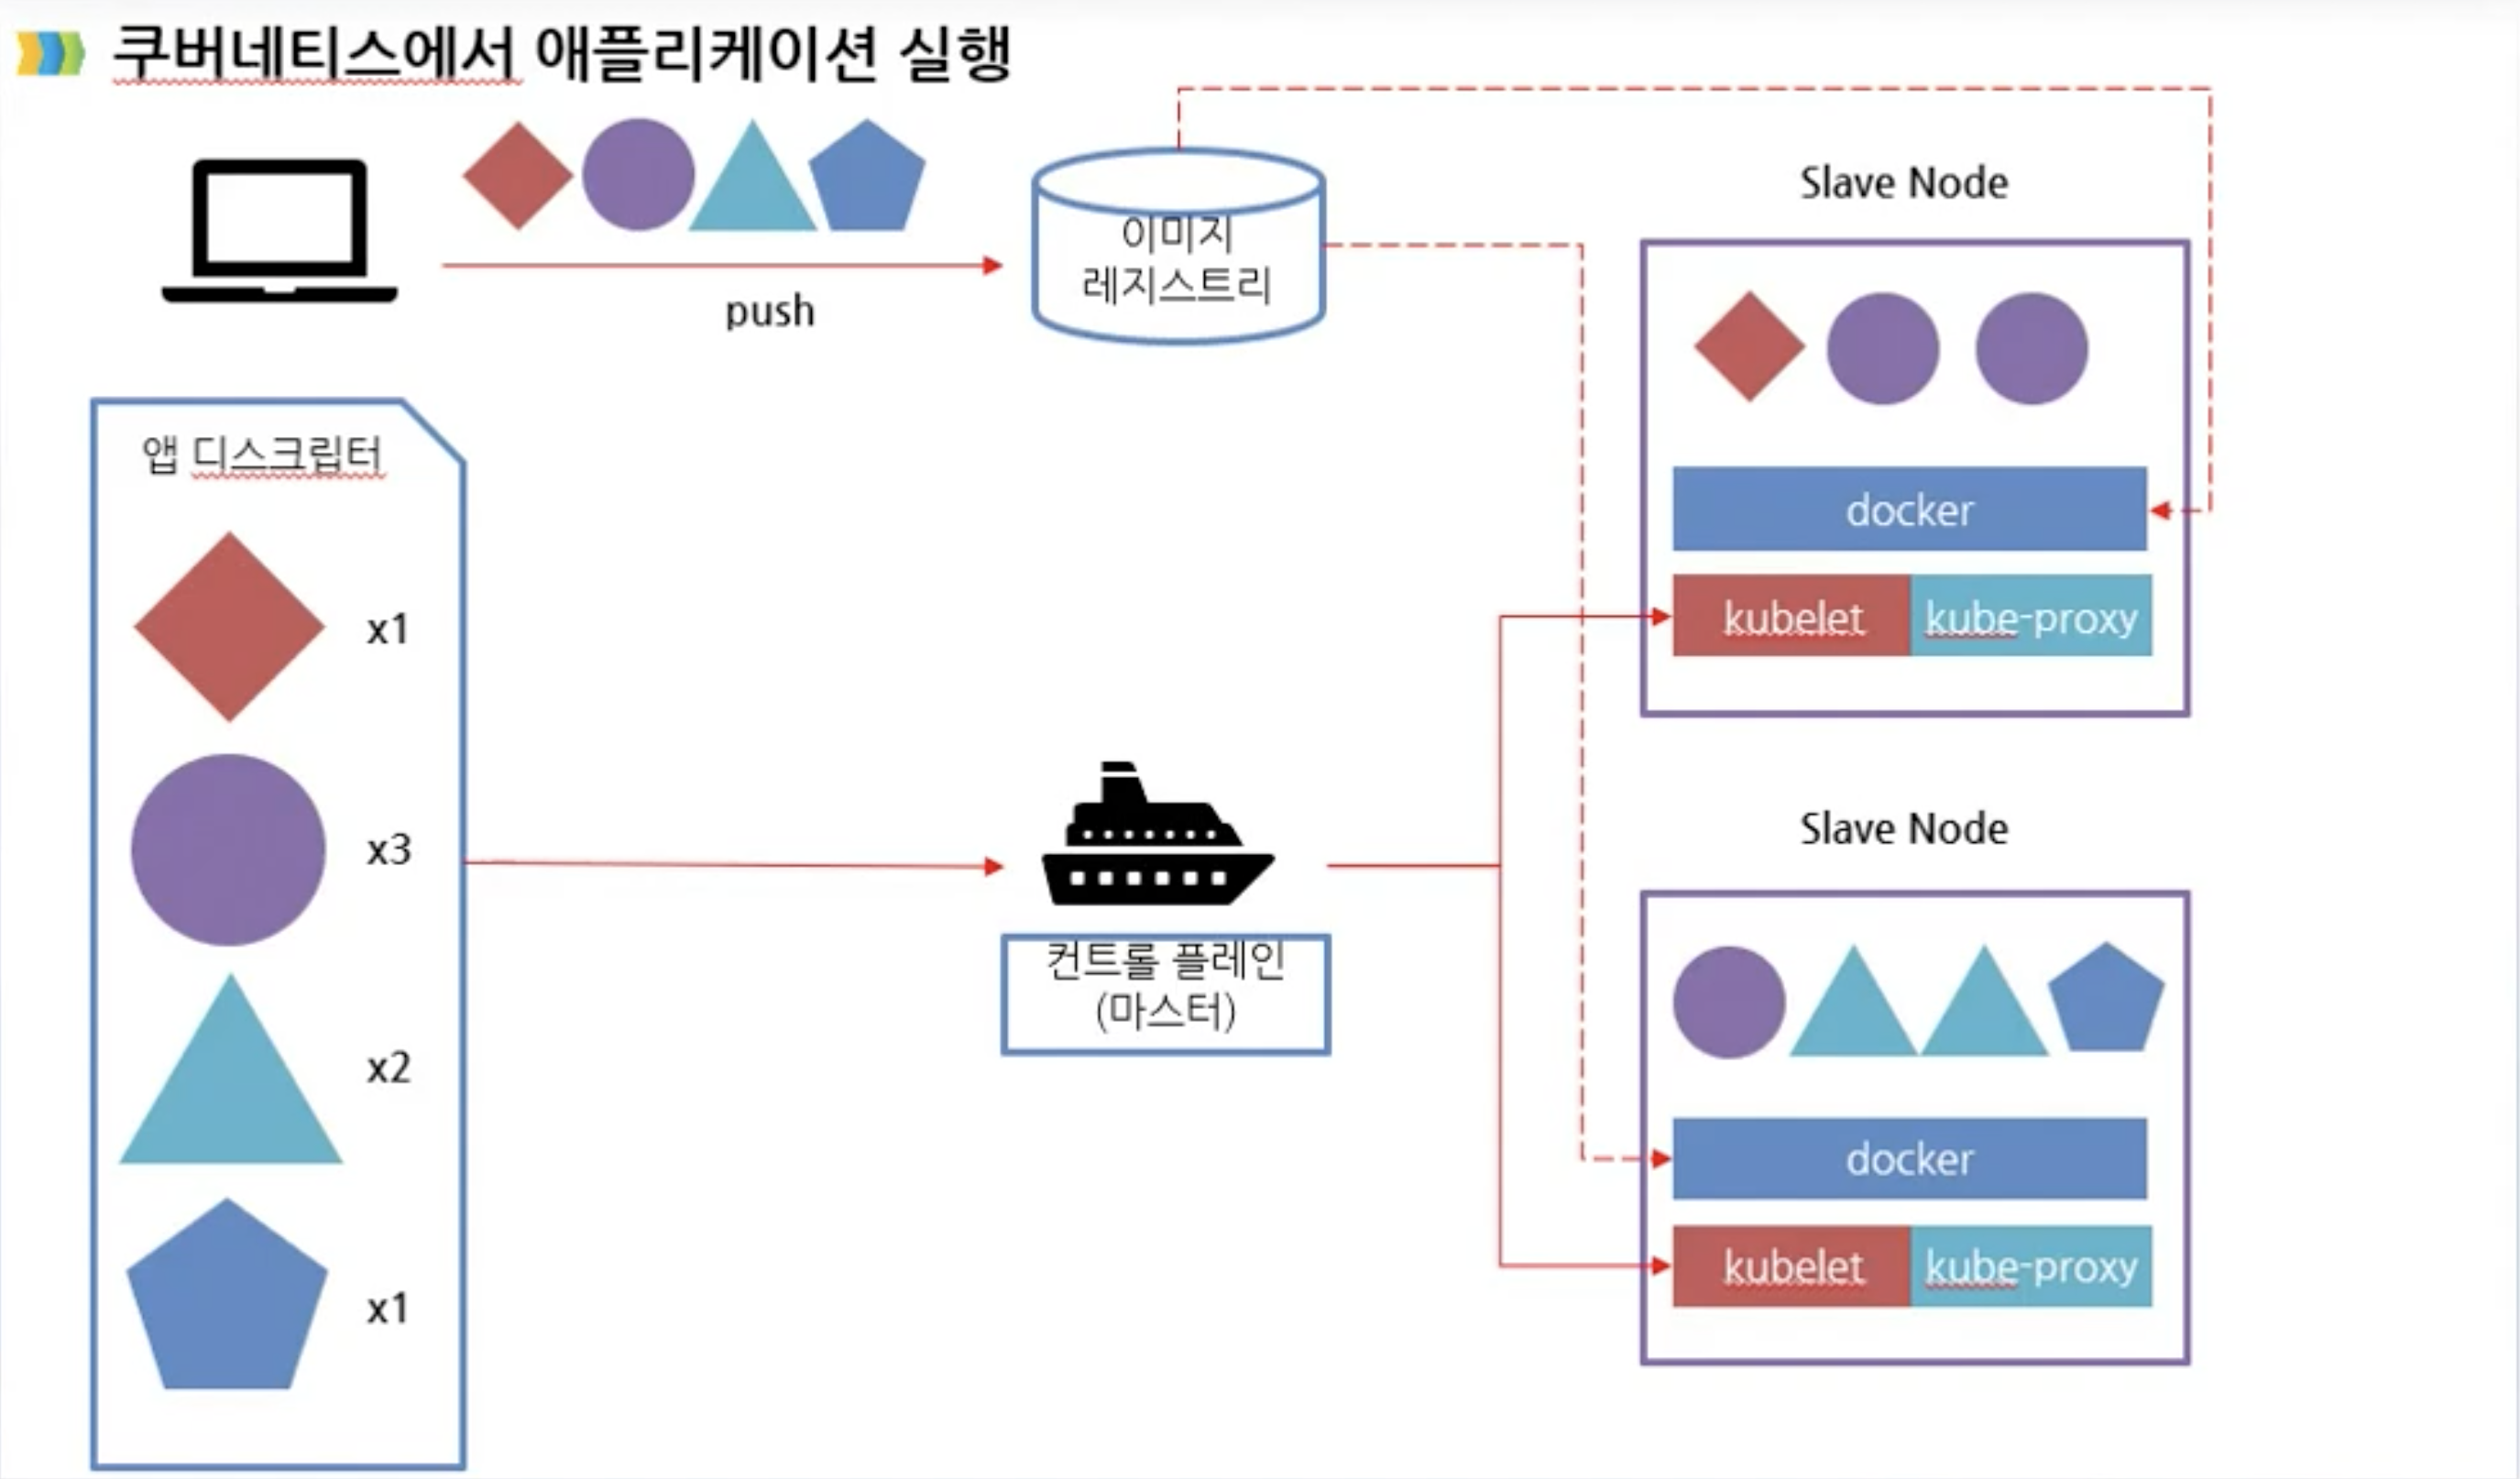 쿠버네티스에서 애플리케이션 실행
push
이미지
레지스트리
Slave Node
docker
kubelet
kube-proxy
앱 디스크립터
x1
x3
x2
x1
컨트롤 플레인
(마스터)
Slave Node
docker
kubelet
kube-proxy